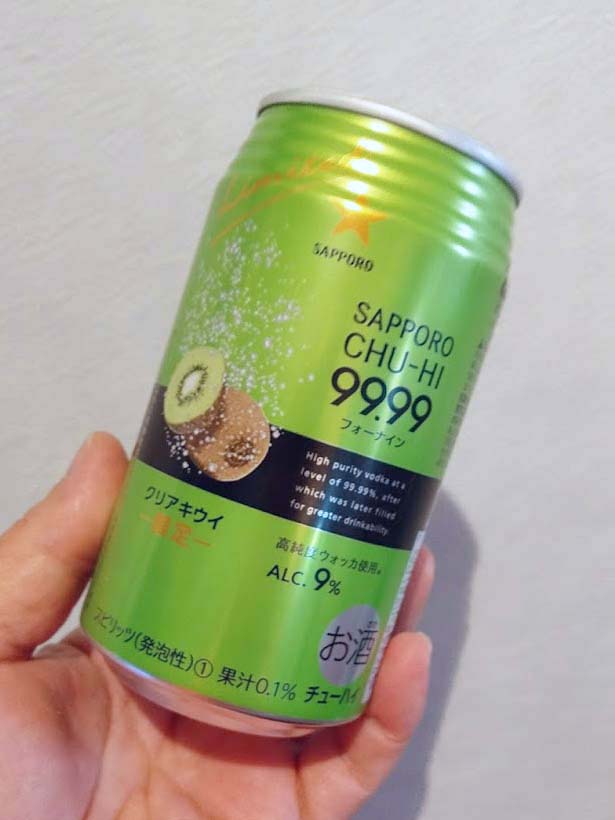 Limited
SAPPORO
SAPPORO
CHU-HI
99.99
フォーナイン
High purity vodka at a
level of 99.99%, after
which was later filled
for greater drinkability.
クリアキウイ
限定
高純度ウォッカ使用。
ALC. 9%
お酒
スピリッツ(発泡性)① 果汁0.1% チューハイ